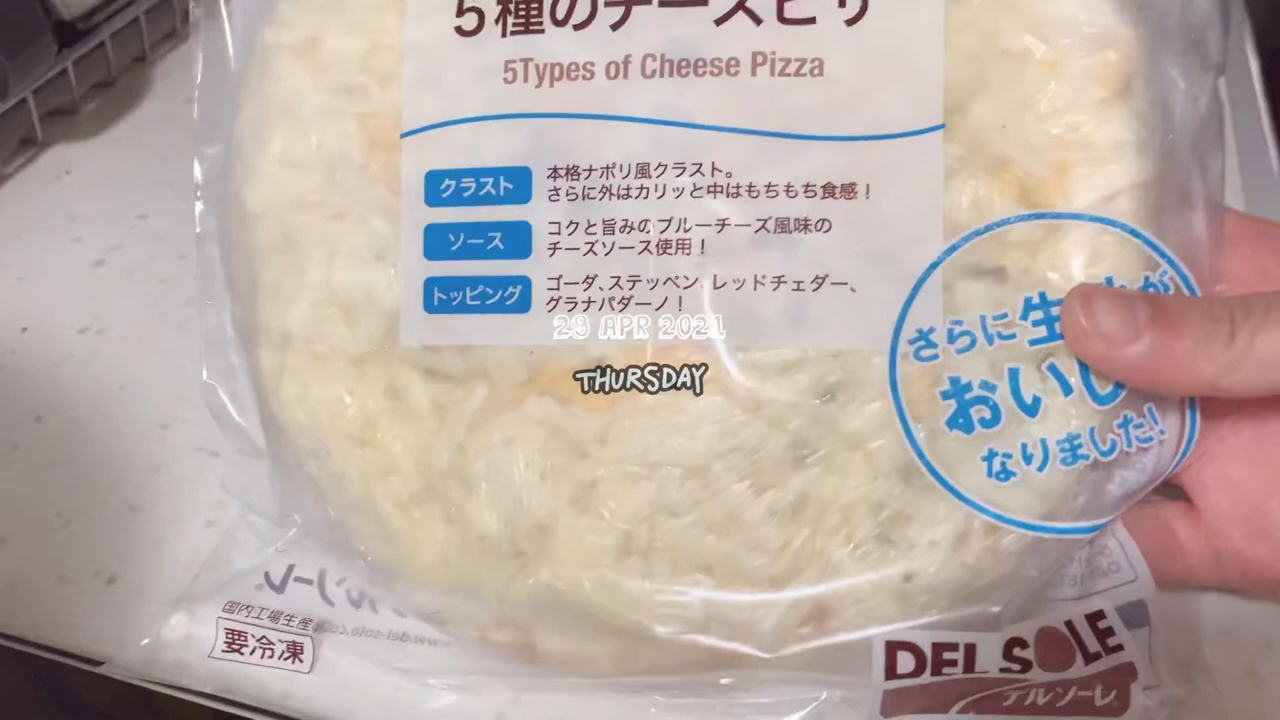 5種のチーズピザ
5Types of Cheese Pizza
クラスト
本格ナポリ風クラスト。
さらに外はカリッと中はもちもち食感！
ソース
コクと旨みのブルーチーズ風味の
チーズソース使用！
トッピング
ゴーダ、ステッペン、レッドチェダー、
グラナパダーノ！
29 APR 2021
THURSDAY
さらに生地が
おいし
なりました!
国内工場生産
要冷凍
www.del-sole.co.
DEL SOLE
デルソーレ